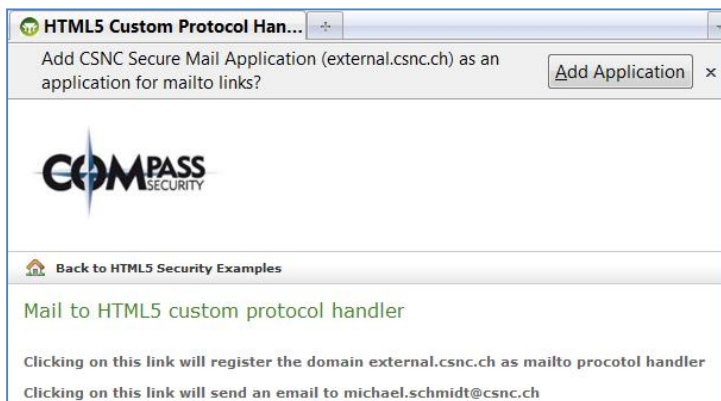 HTML5 Custom Protocol Han...
Add CSNC Secure Mail Application (external.csnc.ch) as an
application for mailto links?
Add Application
COMPASS
SECURITY
Back to HTML5 Security Examples
Mail to HTML5 custom protocol handler
Clicking on this link will register the domain external.csnc.ch as mailto procotol handler
Clicking on this link will send an email to michael.schmidt@csnc.ch